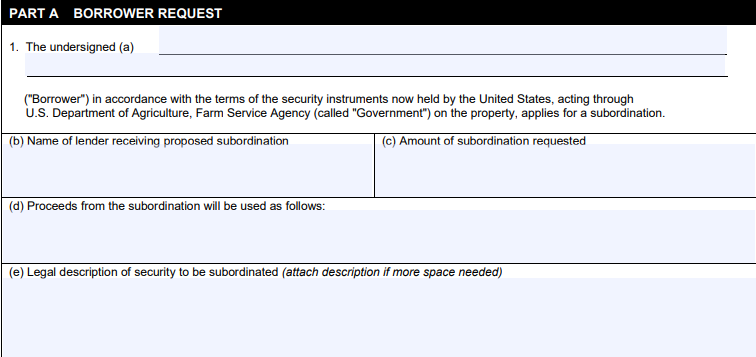 PART A BORROWER REQUEST
1. The undersigned (a)
("Borrower") in accordance with the terms of the security instruments now held by the United States, acting through
U.S. Department of Agriculture, Farm Service Agency (called "Government") on the property, applies for a subordination.
(b) Name of lender receiving proposed subordination
(c) Amount of subordination requested
(d) Proceeds from the subordination will be used as follows:
(e) Legal description of security to be subordinated (attach description if more space needed)